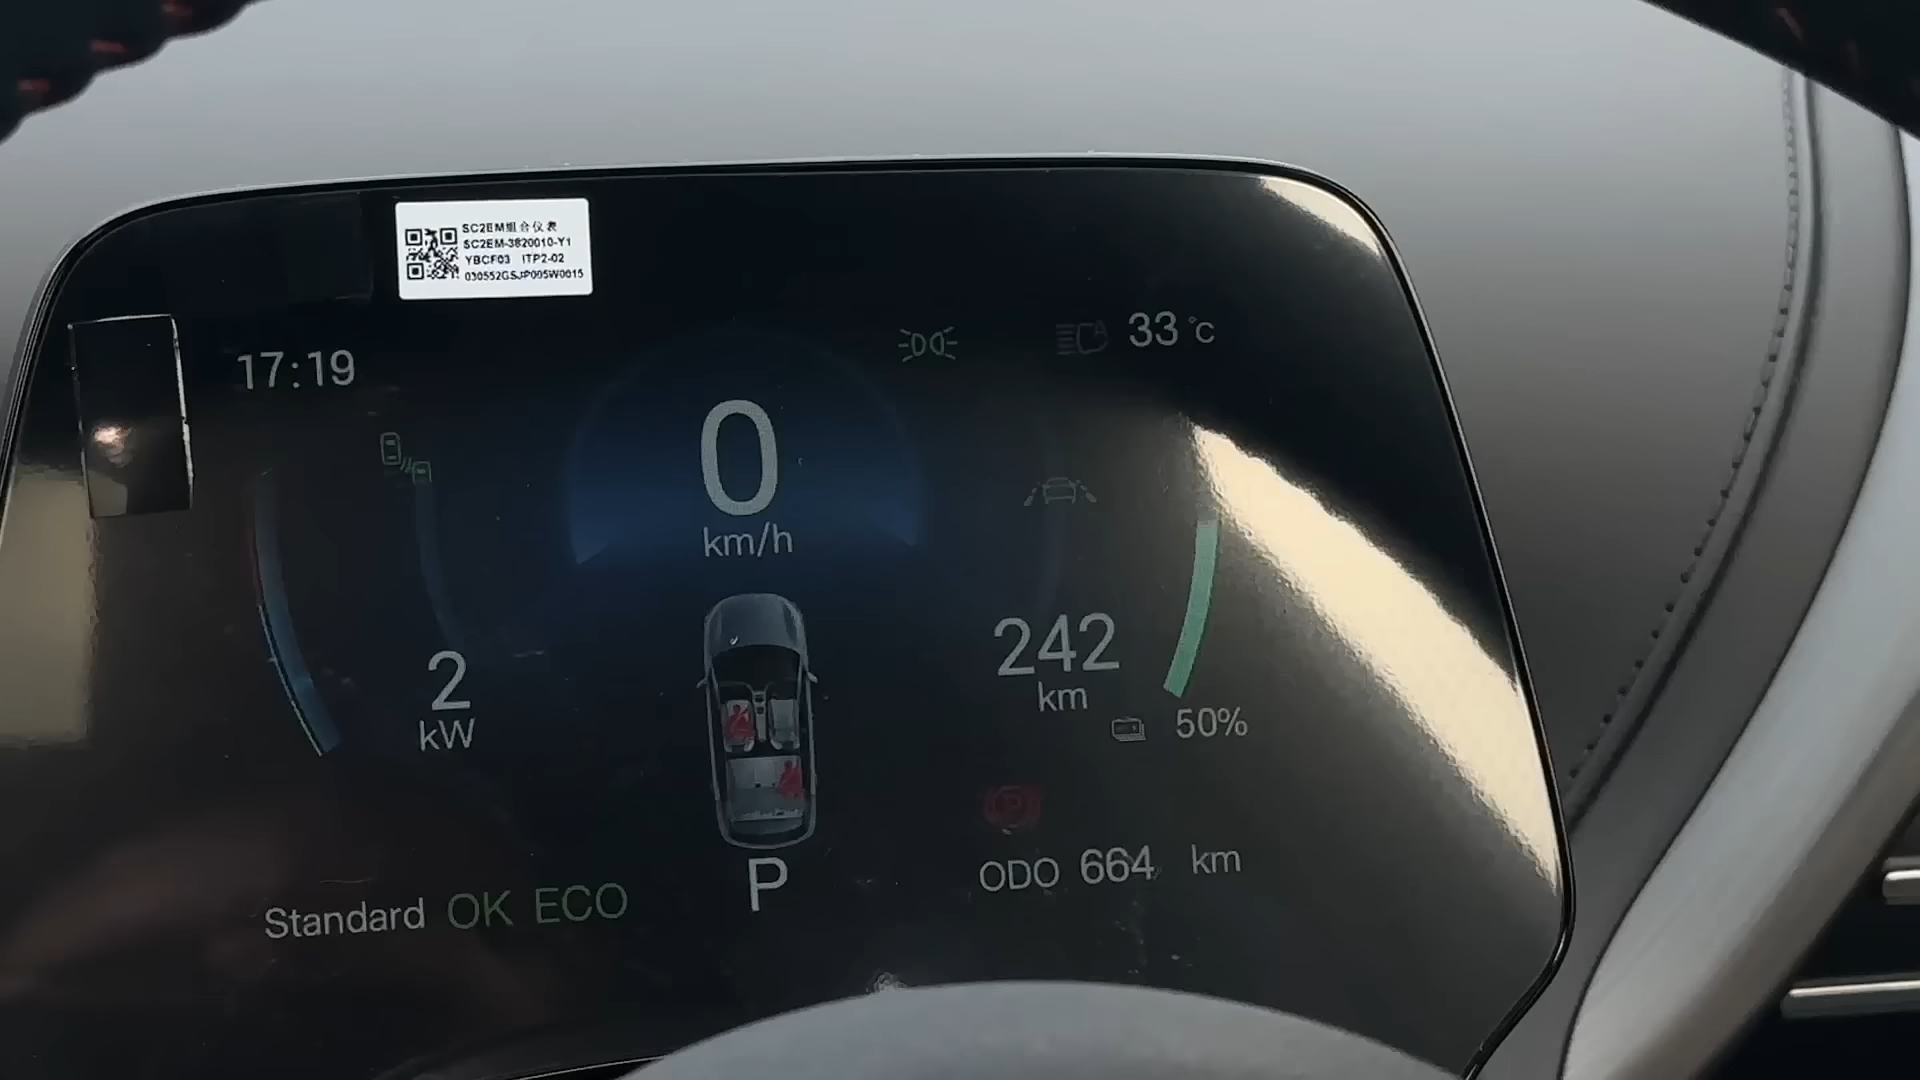 SC2EM组合仪表
SC2EM-3820010-Y1
YBCF03 ITP2-02
030552GSJP005W0015
17:19
33 °C
0
km/h
2
kW
242
km
50%
P
ODO 664 km
Standard OK ECO